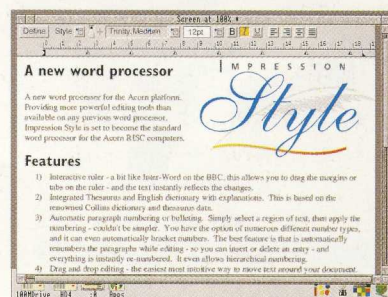 Screen at 100%
Define Style Trinity.Medium 12pt B I U
A new word processor
IMPRESSION
Style
A new word processor for the Acorn platform.
Providing more powerful editing tools than
available on any previous word processor,
Impression Style is set to become the standard
word processor for the Acorn RISC computers.
Features
1) Interactive ruler - a bit like Inter-Word on the BBC, this allows you to drag the margins or
tabs on the ruler - and the text instantly reflects the changes.
2) Integrated Thesaurus and English dictionary with explanations. This is based on the
renowned Collins dictionary and thesaurus data.
3) Automatic paragraph numbering or bulleting. Simply select a region of text, then apply the
numbering - couldn't be simpler. You have the option of numerous different number types,
and it can even automatically bracket numbers. The best feature is that is automatically
renumbers the paragraphs while editing - so you can insert or delete an entry - and
everything is instantly re-numbered. It even allows hierarchical numbering.
4) Drag and drop editing - the easiest most intuitive way to move text around your document.
HD4 :0 Apps